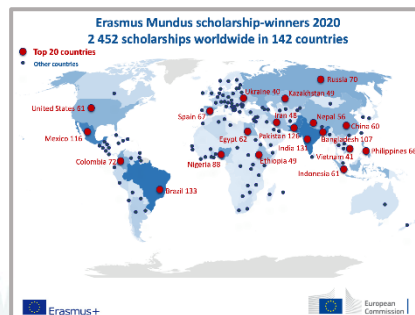 Erasmus Mundus scholarship-winners 2020
2 452 scholarships worldwide in 142 countries
Top 20 countries
Other countries
Russia 70
Ukraine 40
Kazakhstan 49
United States 81
Spain 67
Iran 48
Nepal 56
China 60
Mexico 116
Egypt 62
Pakistan 126
Bangladesh 107
India 131
Philippines 66
Colombia 72
Nigeria 88
Ethiopia 49
Vietnam 41
Indonesia 61
Brazil 133
Erasmus+
European
Commission